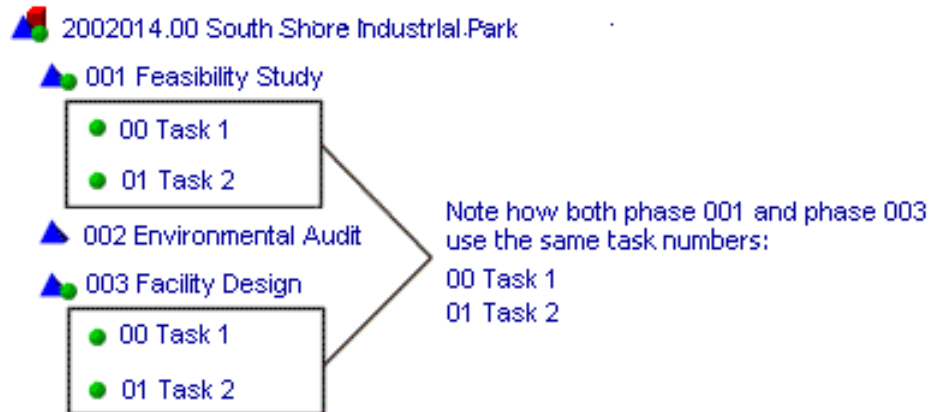 2002014.00 South Shore Industrial Park
001 Feasibility Study
00 Task 1
01 Task 2
002 Environmental Audit
003 Facility Design
00 Task 1
01 Task 2
Note how both phase 001 and phase 003
use the same task numbers:
00 Task 1
01 Task 2